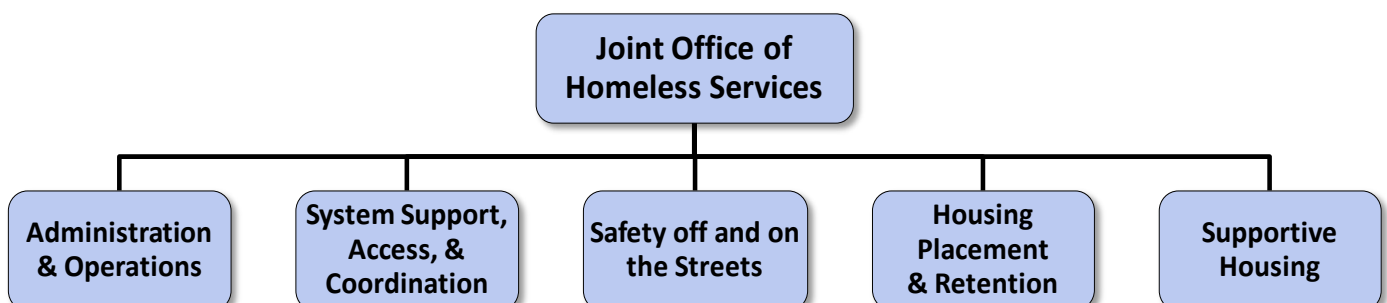 Joint Office of
Homeless Services
Administration
& Operations
System Support,
Access, &
Coordination
Safety off and on
the Streets
Housing
Placement
& Retention
Supportive
Housing